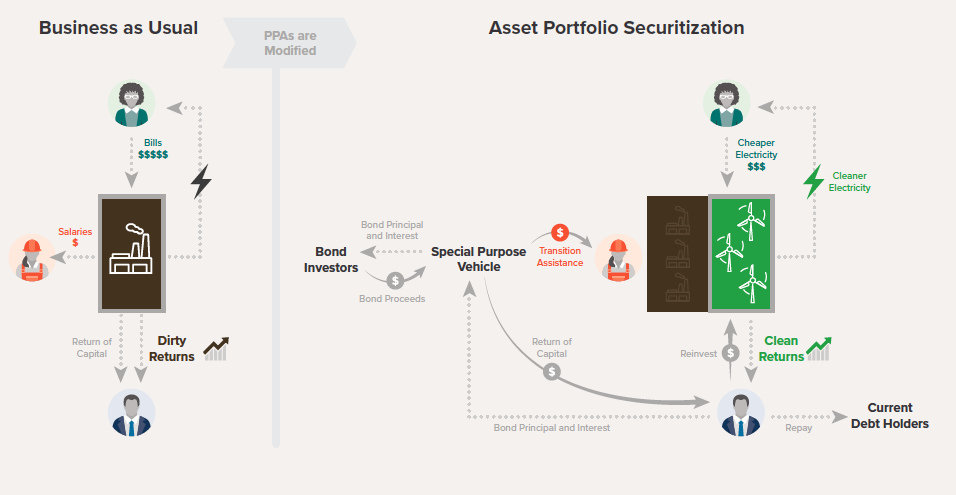 Business as Usual
PPAs are
Modified
Asset Portfolio Securitization
Bills
$$$$$
Salaries
$
Return of
Capital
Dirty
Returns
Bond
Investors
Bond Principal
and Interest
$
Bond Proceeds
Special Purpose
Vehicle
$
Transition
Assistance
Cheaper
Electricity
$$$
Cleaner
Electricity
Return of
Capital
$
Reinvest
$
Clean
Returns
Bond Principal and Interest
Repay
Current
Debt Holders